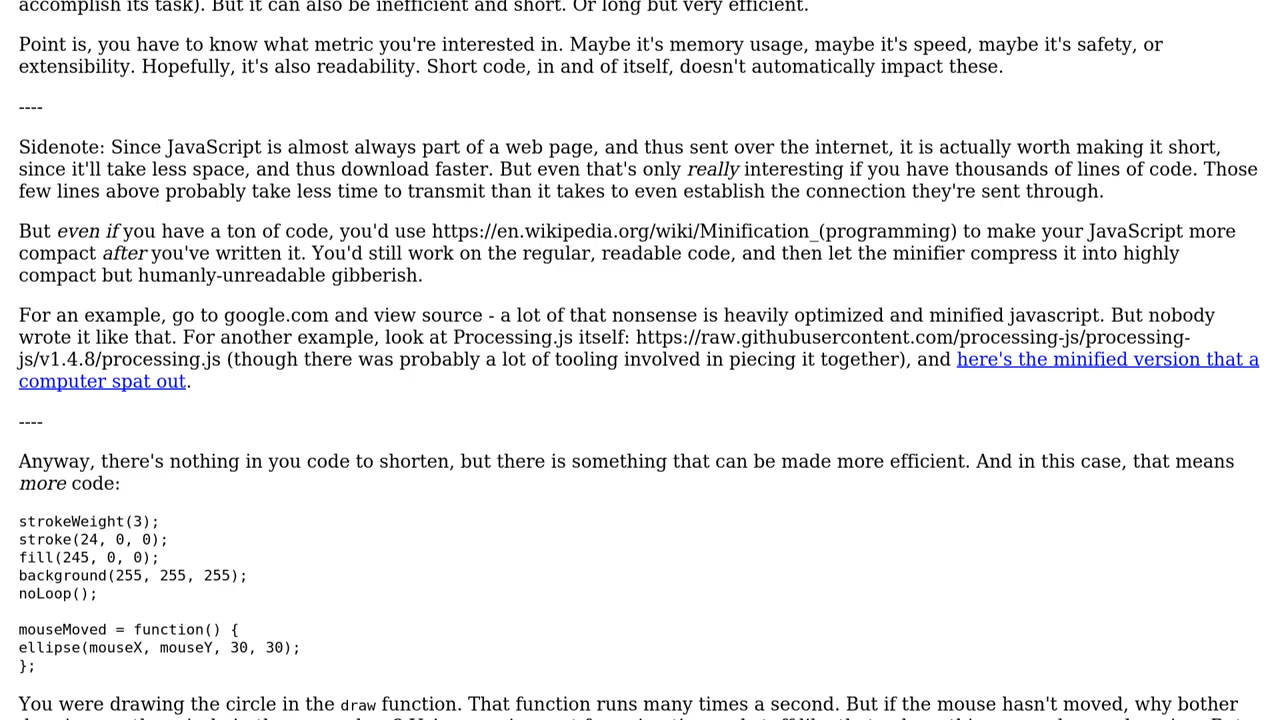 accomplish its task). But it can also be inefficient and short. Or long but very efficient.
Point is, you have to know what metric you're interested in. Maybe it's memory usage, maybe it's speed, maybe it's safety, or
extensibility. Hopefully, it's also readability. Short code, in and of itself, doesn't automatically impact these.
----
Sidenote: Since JavaScript is almost always part of a web page, and thus sent over the internet, it is actually worth making it short,
since it'll take less space, and thus download faster. But even that's only really interesting if you have thousands of lines of code. Those
few lines above probably take less time to transmit than it takes to even establish the connection they're sent through.
But even if you have a ton of code, you'd use https://en.wikipedia.org/wiki/Minification_(programming) to make your JavaScript more
compact after you've written it. You'd still work on the regular, readable code, and then let the minifier compress it into highly
compact but humanly-unreadable gibberish.
For an example, go to google.com and view source - a lot of that nonsense is heavily optimized and minified javascript. But nobody
wrote it like that. For another example, look at Processing.js itself: https://raw.githubusercontent.com/processing-js/processing-
js/v1.4.8/processing.js (though there was probably a lot of tooling involved in piecing it together), and here's the minified version that a
computer spat out.
----
Anyway, there's nothing in you code to shorten, but there is something that can be made more efficient. And in this case, that means
more code:
strokeWeight(3);
stroke(24, 0, 0);
fill(245, 0, 0);
background(255, 255, 255);
noLoop();
mouseMoved = function() {
ellipse(mouseX, mouseY, 30, 30);
};
You were drawing the circle in the draw function. That function runs many times a second. But if the mouse hasn't moved, why bother